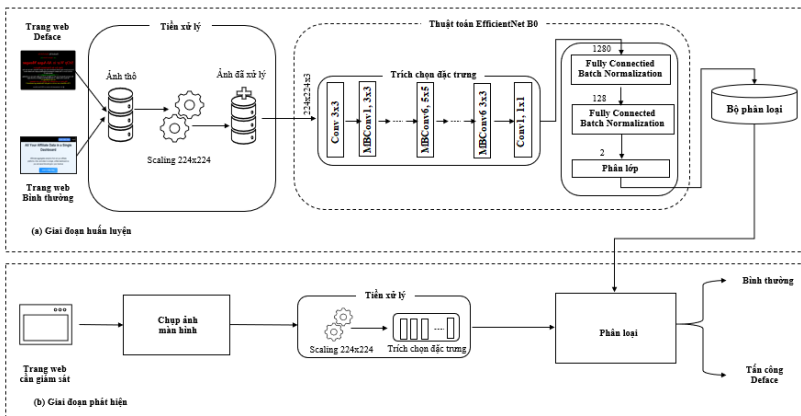 Trang web
Deface
Trang web
Bình thường
Tiền xử lý
Ảnh thô
Ảnh đã xử lý
Scaling 224x224
(a) Giai đoạn huấn luyện
224x224x3
Thuật toán EfficientNet B0
Trích chọn đặc trưng
Conv 3x3
MBConv1, 3x3
MBConv6, 5x5
MBConv6 3x3
Conv1, 1x1
1280
Fully Connectied
Batch Normalization
128
Fully Connected
Batch Normalization
2
Phân lớp
Bộ phân loại
Trang web
cần giám sát
Chụp ảnh
màn hình
Tiền xử lý
Scaling 224x224
Trích chọn đặc trưng
Phân loại
Bình thường
Tấn công
Deface
(b) Giai đoạn phát hiện